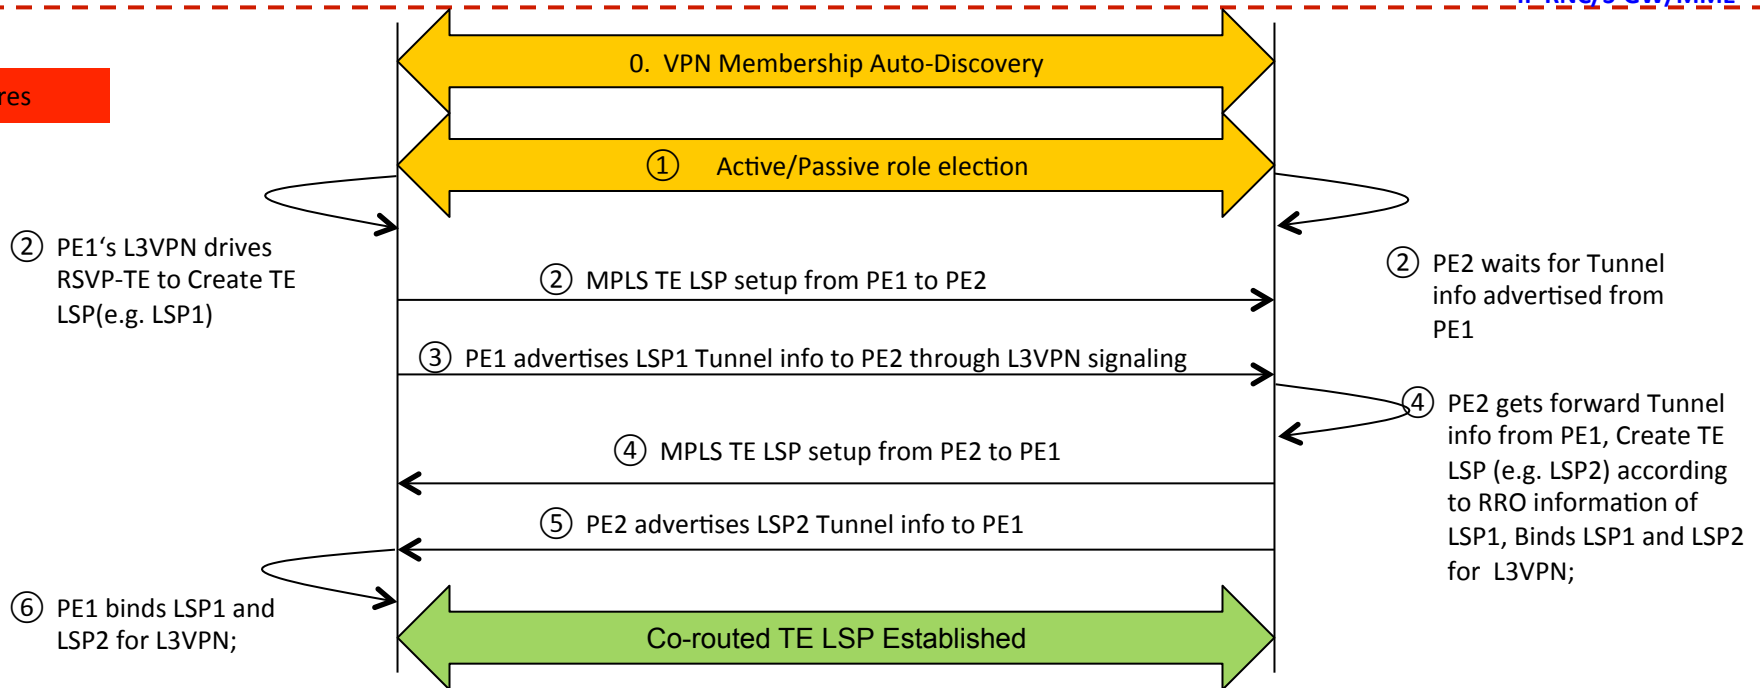 0. VPN Membership Auto-Discovery
① Active/Passive role election
② PE1‘s L3VPN drives
RSVP-TE to Create TE
LSP(e.g. LSP1)
② MPLS TE LSP setup from PE1 to PE2
② PE2 waits for Tunnel
info advertised from
PE1
③ PE1 advertises LSP1 Tunnel info to PE2 through L3VPN signaling
④ PE2 gets forward Tunnel
info from PE1, Create TE
LSP (e.g. LSP2) according
to RRO information of
LSP1, Binds LSP1 and LSP2
for L3VPN;
④ MPLS TE LSP setup from PE2 to PE1
⑤ PE2 advertises LSP2 Tunnel info to PE1
⑥ PE1 binds LSP1 and
LSP2 for L3VPN;
Co-routed TE LSP Established